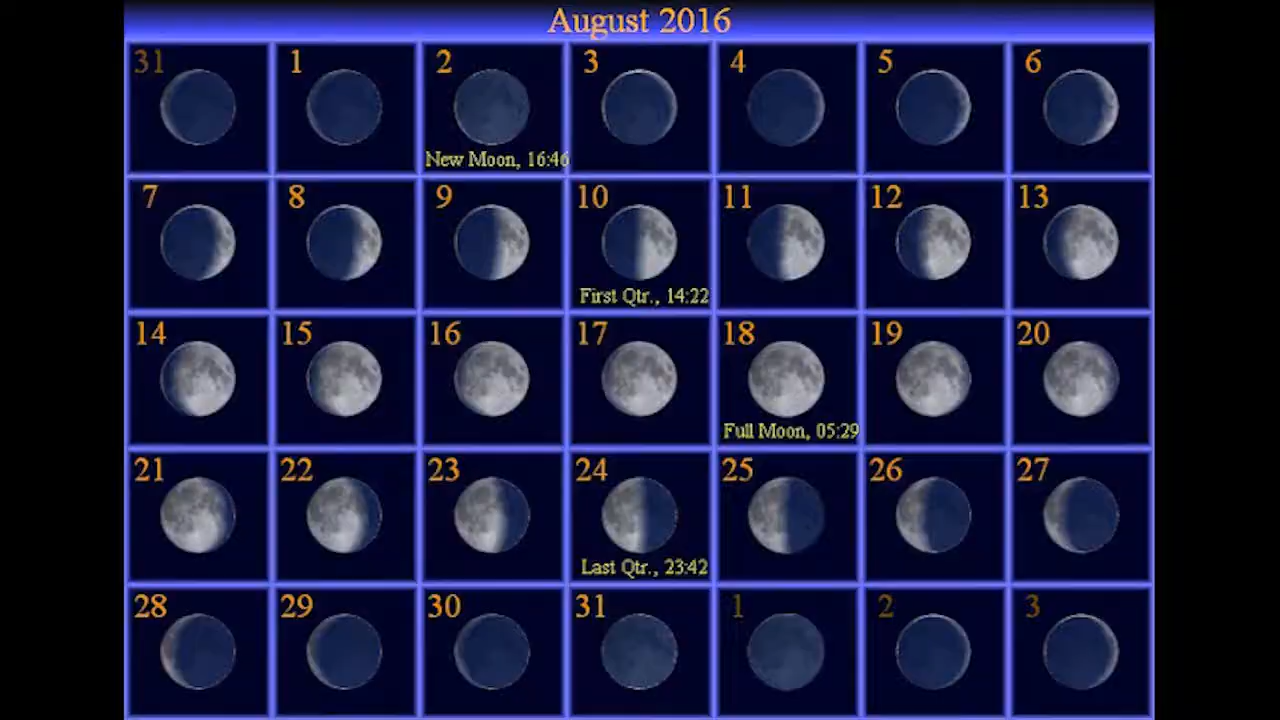 August 2016
31 1 2 3 4 5 6
New Moon, 16:46
7 8 9 10 11 12 13
First Qtr., 14:22
14 15 16 17 18 19 20
Full Moon, 05:29
21 22 23 24 25 26 27
Last Qtr., 23:42
28 29 30 31 1 2 3